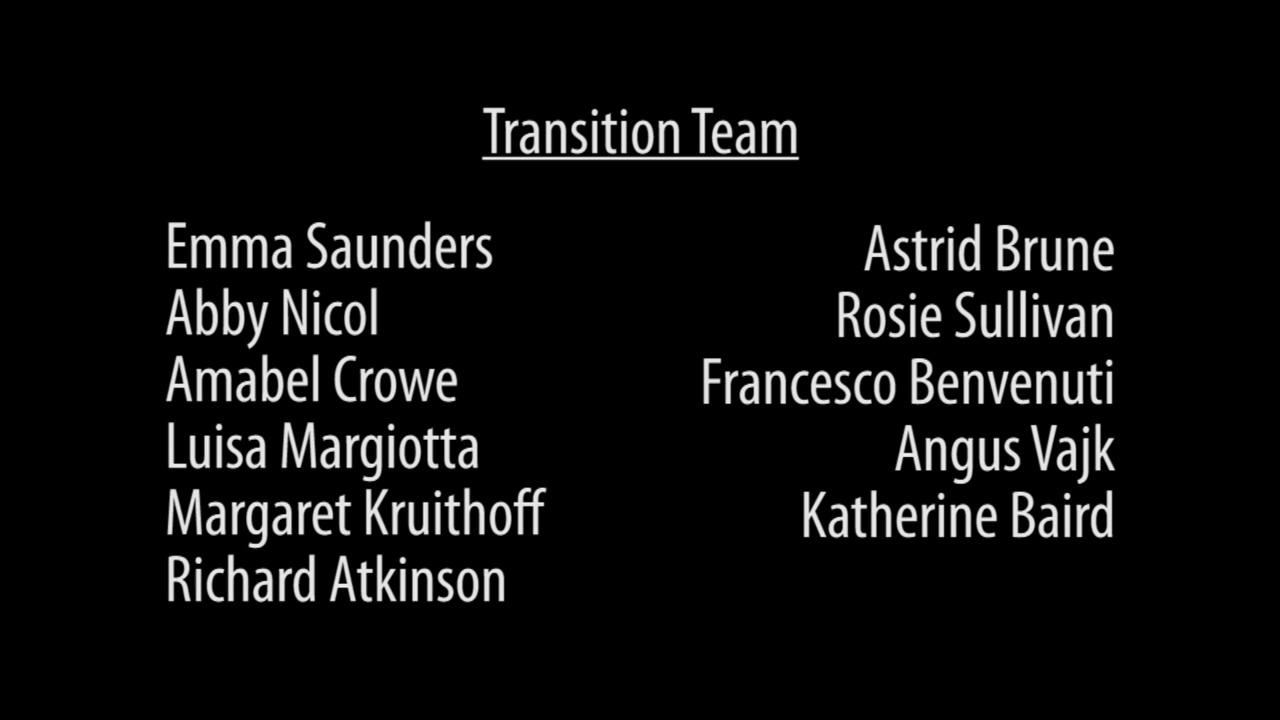 Transition Team
Emma Saunders
Abby Nicol
Amabel Crowe
Luisa Margiotta
Margaret Kruithoff
Richard Atkinson
Astrid Brune
Rosie Sullivan
Francesco Benvenuti
Angus Vajk
Katherine Baird